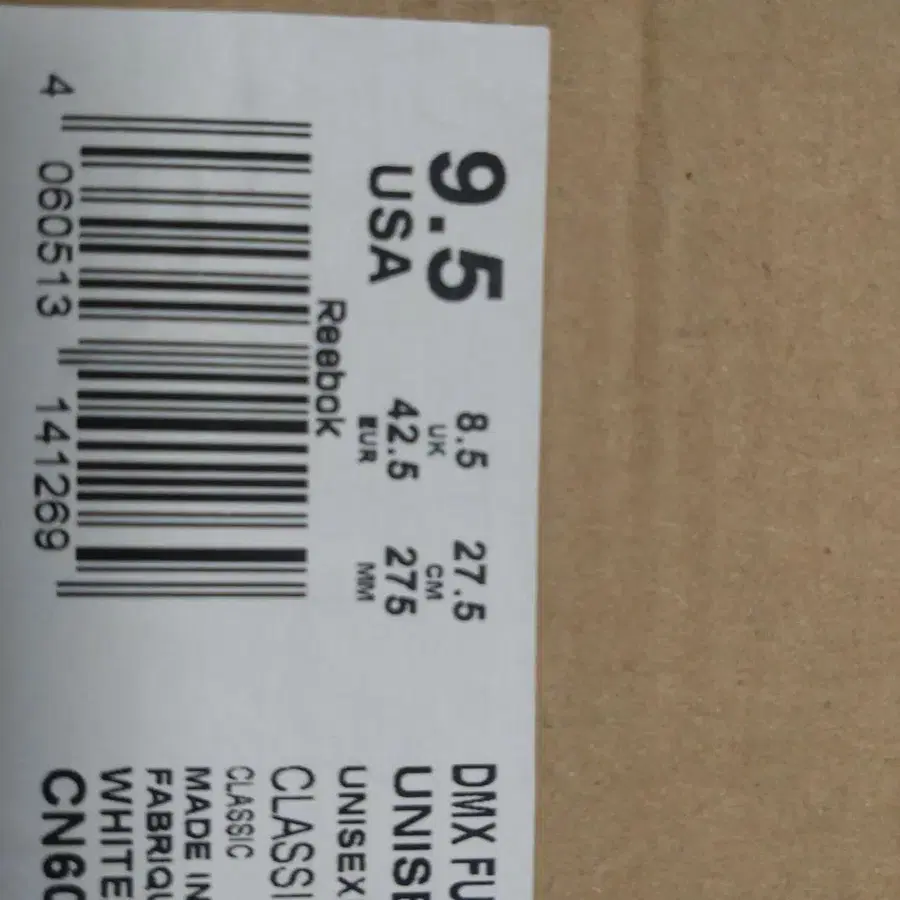 9.5
USA
8.5
UK
27.5
CM
42.5
EUR
275
MM
Reebok
4 060513 141269
DMX FU
UNISE
UNISEX
CLASSI
CLASSIC
MADE IN
FABRIQU
WHITE
CN60